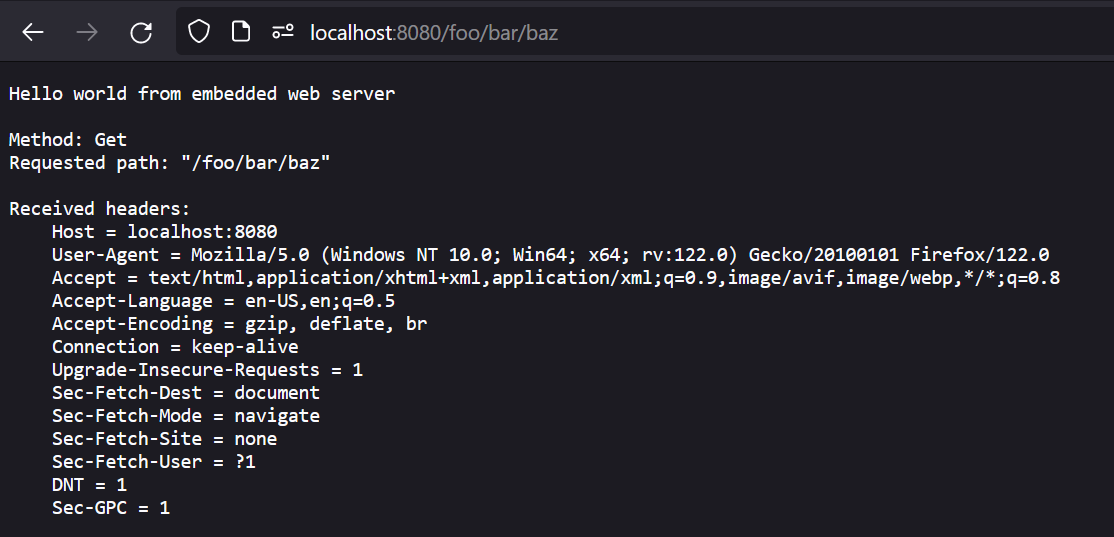 localhost:8080/foo/bar/baz
Hello world from embedded web server
Method: Get
Requested path: "/foo/bar/baz"
Received headers:
Host = localhost:8080
User-Agent = Mozilla/5.0 (Windows NT 10.0; Win64; x64; rv:122.0) Gecko/20100101 Firefox/122.0
Accept = text/html,application/xhtml+xml,application/xml;q=0.9,image/avif,image/webp,*/*;q=0.8
Accept-Language = en-US,en;q=0.5
Accept-Encoding = gzip, deflate, br
Connection = keep-alive
Upgrade-Insecure-Requests = 1
Sec-Fetch-Dest = document
Sec-Fetch-Mode = navigate
Sec-Fetch-Site = none
Sec-Fetch-User = ?1
DNT = 1
Sec-GPC = 1